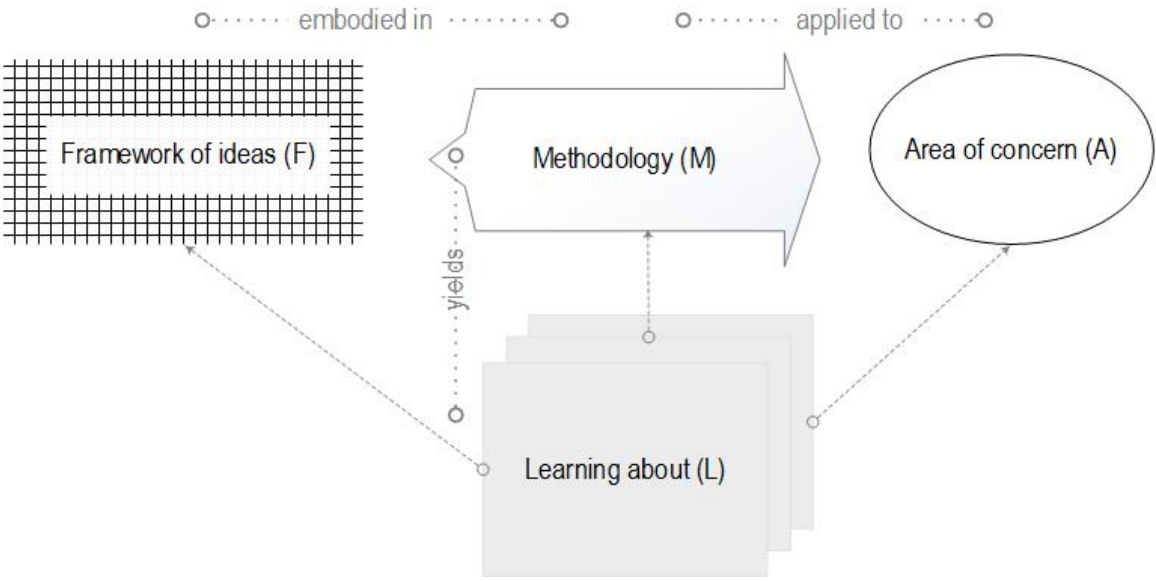 embodied in
applied to
Framework of ideas (F)
Methodology (M)
Area of concern (A)
yields
Learning about (L)